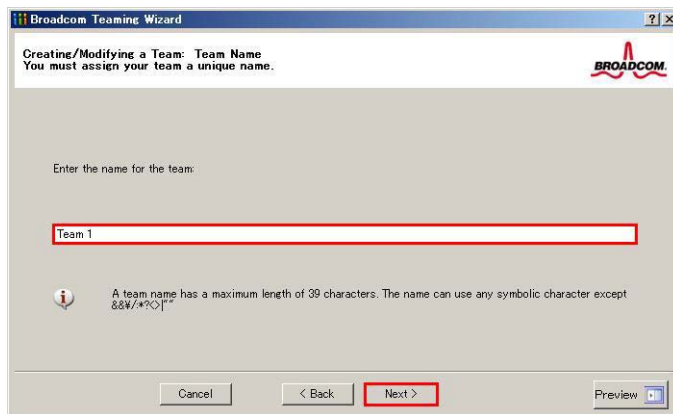 Broadcom Teaming Wizard
Creating/Modifying a Team: Team Name
You must assign your team a unique name.
BROADCOM.
Enter the name for the team:
Team 1
A team name has a maximum length of 39 characters. The name can use any symbolic character except
&&¥/:*?<>|""
Cancel
< Back
Next >
Preview